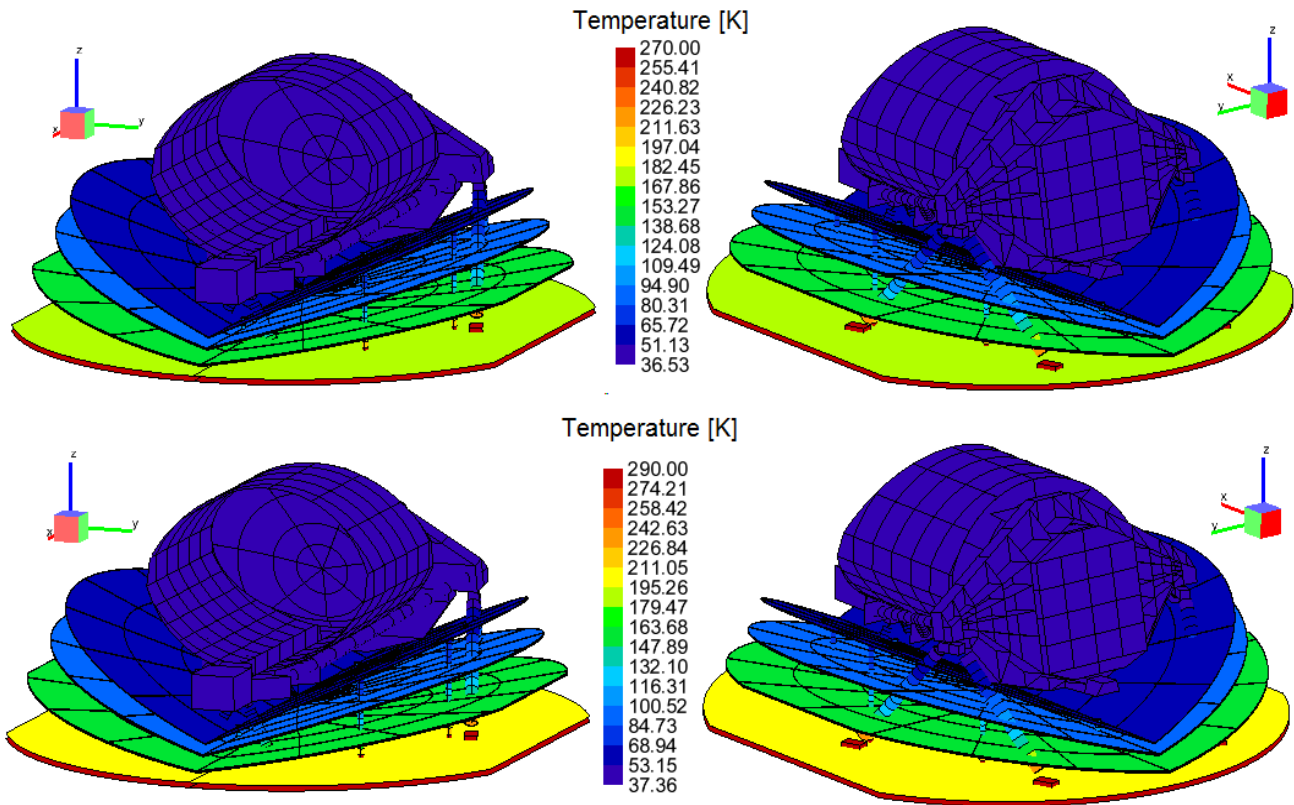 Temperature [K]
270.00
255.41
240.82
226.23
211.63
197.04
182.45
167.86
153.27
138.68
124.08
109.49
94.90
80.31
65.72
51.13
36.53
z
x
y
z
x
y
Temperature [K]
290.00
274.21
258.42
242.63
226.84
211.05
195.26
179.47
163.68
147.89
132.10
116.31
100.52
84.73
68.94
53.15
37.36
z
x
y
z
x
y